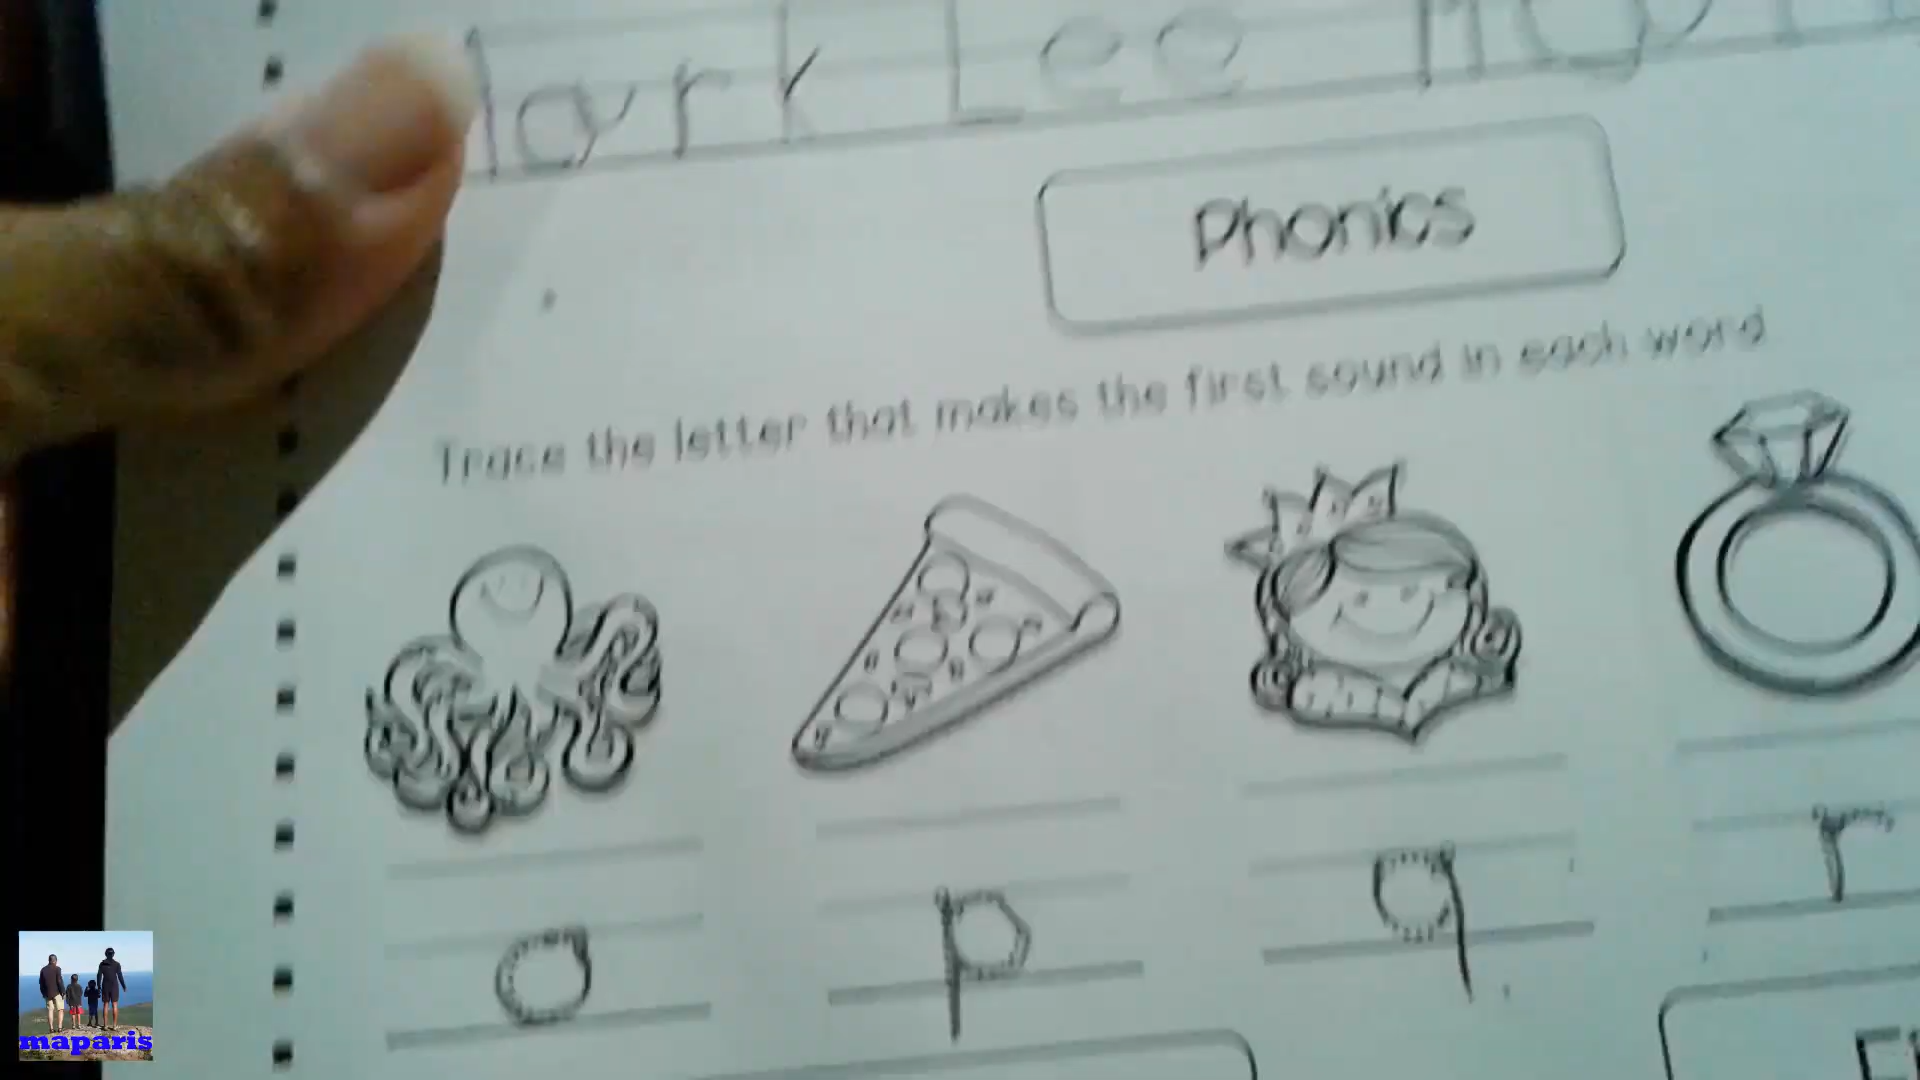 Mark Lee
Phonics
Trace the letter that makes the first sound in each word
o p q r
maparis